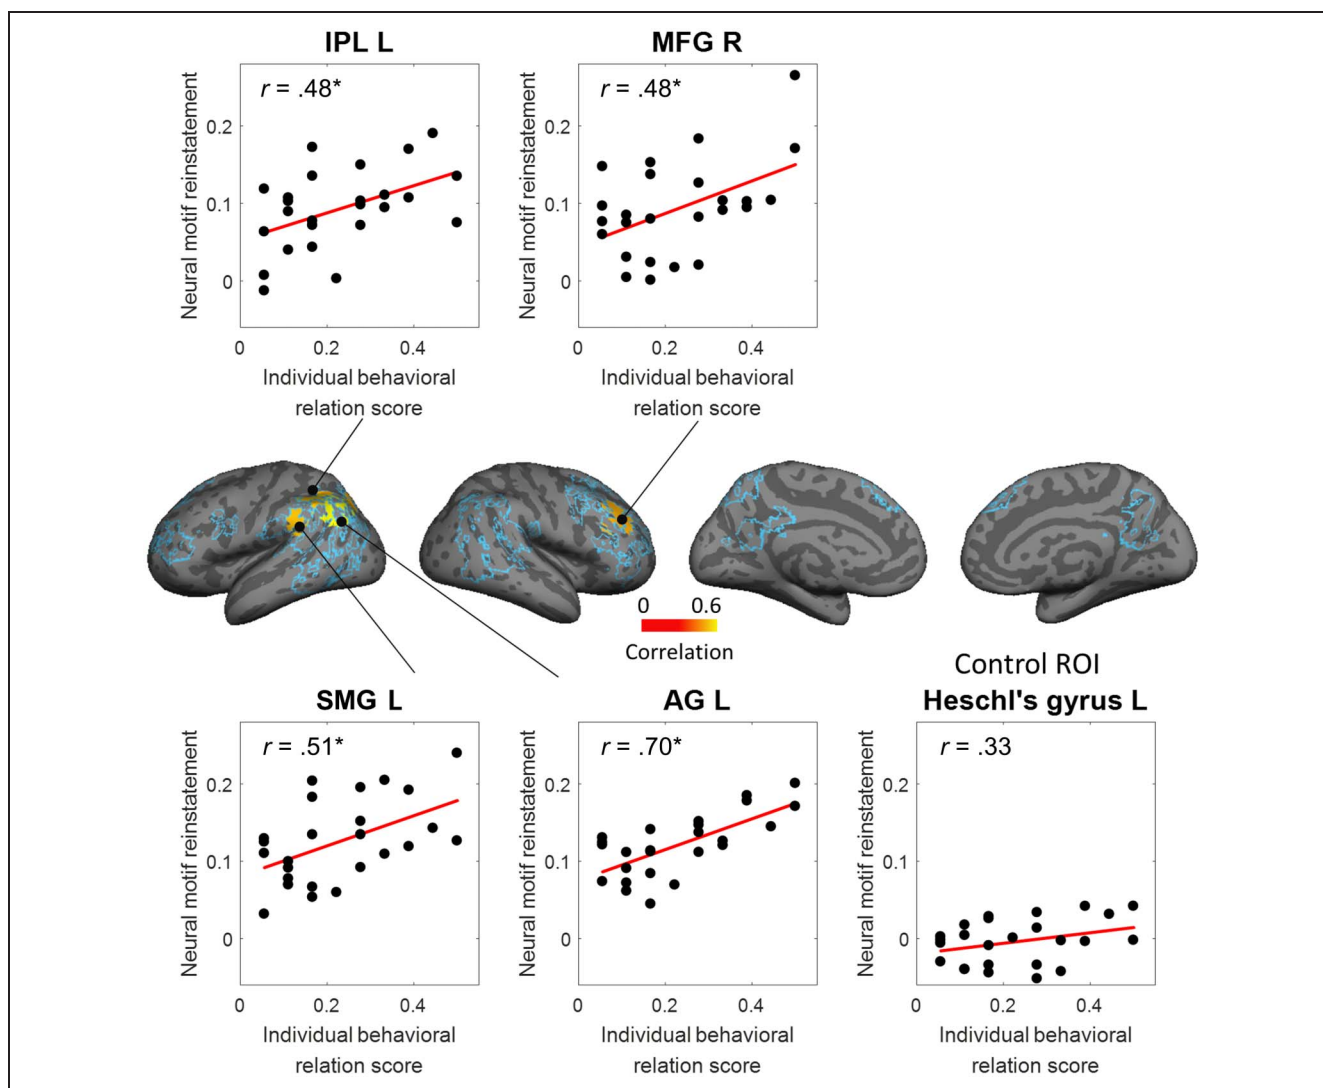 IPL L
MFG R
r = .48*
r = .48*
Neural motif reinstatement
0.2
0.1
0
0
0.2
0.4
Individual behavioral
relation score
Neural motif reinstatement
0.2
0.1
0
0
0.2
0.4
Individual behavioral
relation score
0
0.6
Correlation
Control ROI
SMG L
AG L
Heschl's gyrus L
r = .51*
r = .70*
r = .33
Neural motif reinstatement
0.2
0.1
0
0
0.2
0.4
Individual behavioral
relation score
Neural motif reinstatement
0.2
0.1
0
0
0.2
0.4
Individual behavioral
relation score
Neural motif reinstatement
0.2
0.1
0
0
0.2
0.4
Individual behavioral
relation score